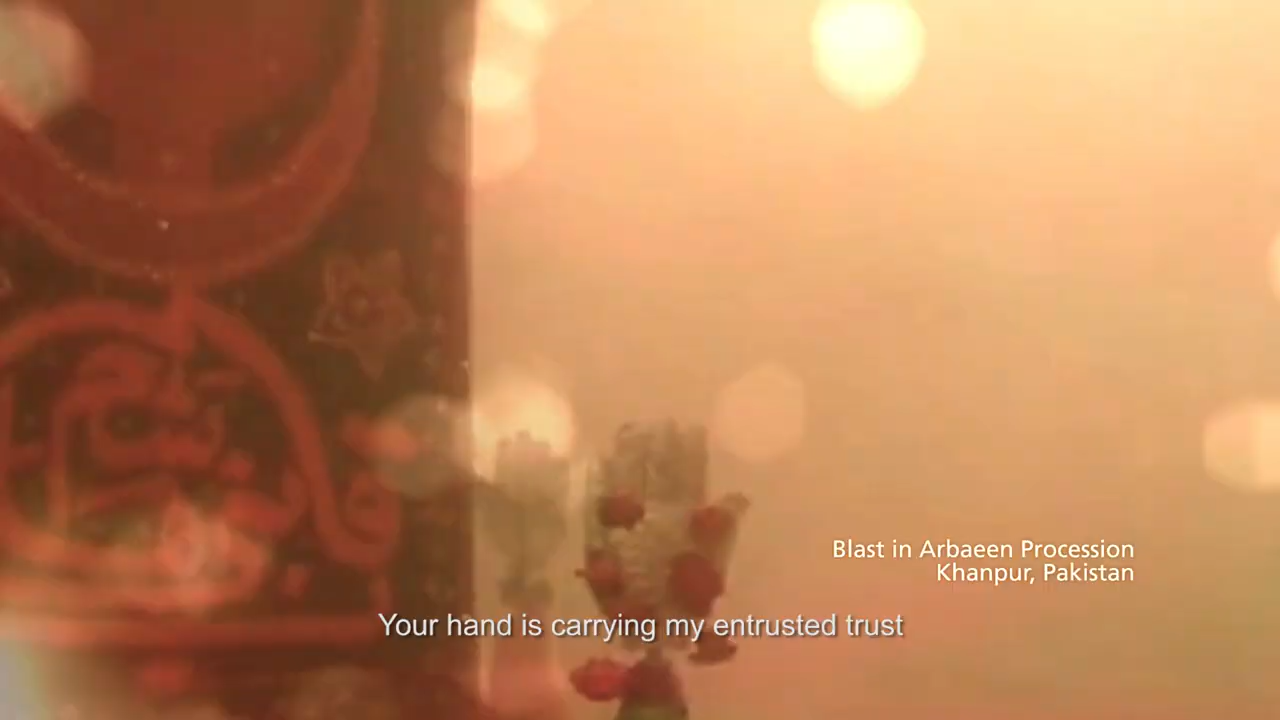 Blast in Arbaeen Procession
Khanpur, Pakistan
Your hand is carrying my entrusted trust